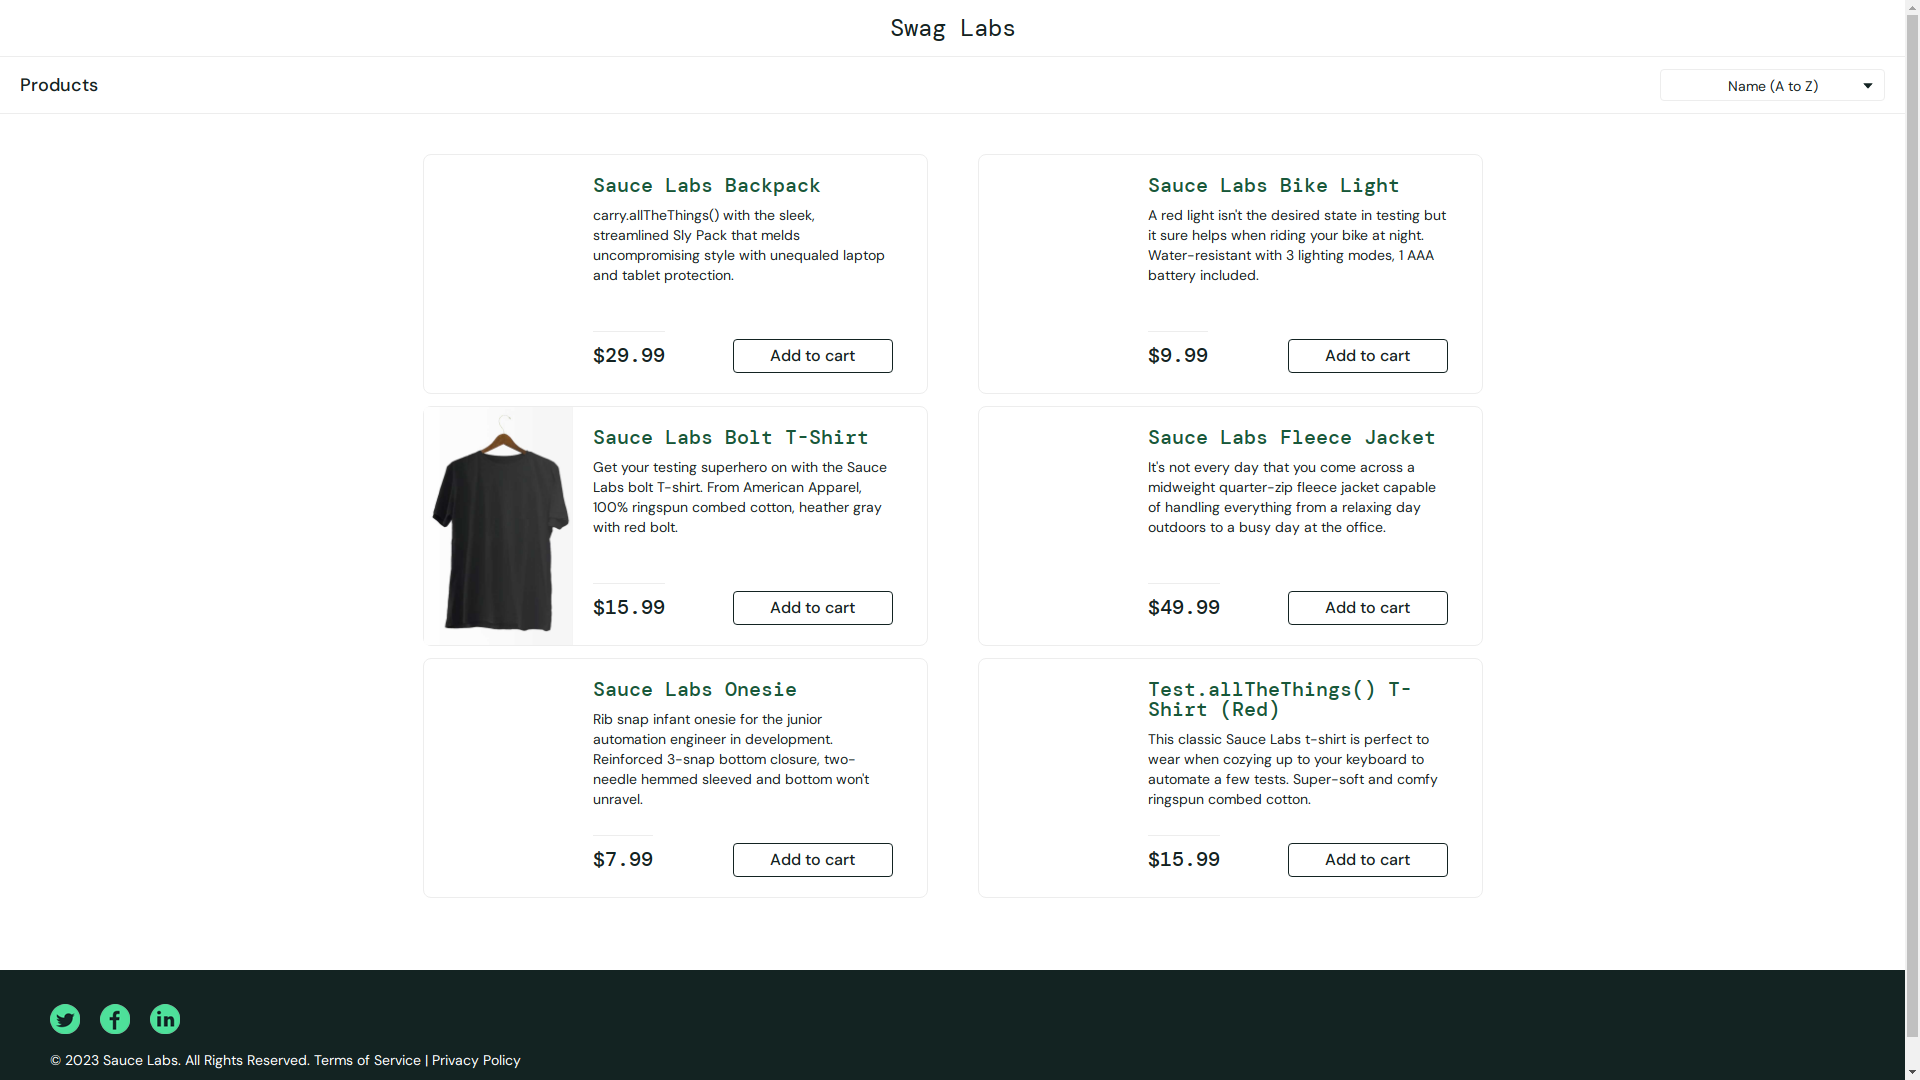 Swag Labs
Products
Name (A to Z)
Sauce Labs Backpack
carry.allTheThings() with the sleek,
streamlined Sly Pack that melds
uncompromising style with unequaled laptop
and tablet protection.
$29.99
Add to cart
Sauce Labs Bike Light
A red light isn't the desired state in testing but
it sure helps when riding your bike at night.
Water-resistant with 3 lighting modes, 1 AAA
battery included.
$9.99
Add to cart
Sauce Labs Bolt T-Shirt
Get your testing superhero on with the Sauce
Labs bolt T-shirt. From American Apparel,
100% ringspun combed cotton, heather gray
with red bolt.
$15.99
Add to cart
Sauce Labs Fleece Jacket
It's not every day that you come across a
midweight quarter-zip fleece jacket capable
of handling everything from a relaxing day
outdoors to a busy day at the office.
$49.99
Add to cart
Sauce Labs Onesie
Rib snap infant onesie for the junior
automation engineer in development.
Reinforced 3-snap bottom closure, two-
needle hemmed sleeved and bottom won't
unravel.
$7.99
Add to cart
Test.allTheThings() T-
Shirt (Red)
This classic Sauce Labs t-shirt is perfect to
wear when cozying up to your keyboard to
automate a few tests. Super-soft and comfy
ringspun combed cotton.
$15.99
Add to cart
© 2023 Sauce Labs. All Rights Reserved. Terms of Service | Privacy Policy